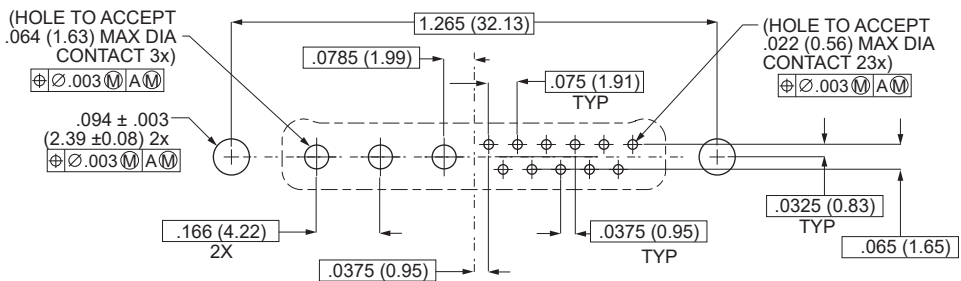 (HOLE TO ACCEPT
.064 (1.63) MAX DIA
CONTACT 3x)
⌖ ∅.003 Ⓜ A Ⓜ
.094 ± .003
(2.39 ±0.08) 2x
⌖ ∅.003 Ⓜ A Ⓜ
1.265 (32.13)
.0785 (1.99)
.075 (1.91)
TYP
(HOLE TO ACCEPT
.022 (0.56) MAX DIA
CONTACT 23x)
⌖ ∅.003 Ⓜ A Ⓜ
.166 (4.22)
2X
.0375 (0.95)
.0375 (0.95)
TYP
.0325 (0.83)
TYP
.065 (1.65)